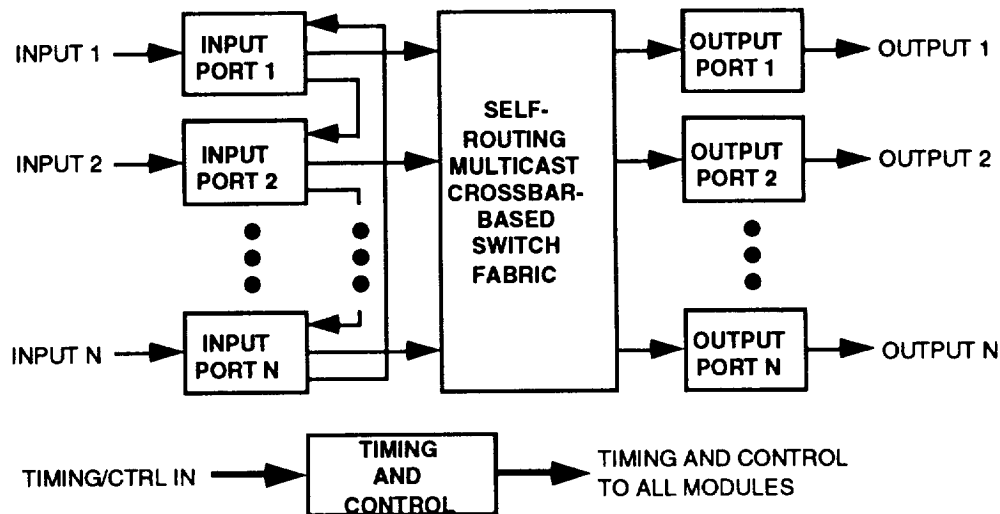 INPUT 1
INPUT
PORT 1
OUTPUT
PORT 1
OUTPUT 1
INPUT 2
INPUT
PORT 2
SELF-
ROUTING
MULTICAST
CROSSBAR-
BASED
SWITCH
FABRIC
OUTPUT
PORT 2
OUTPUT 2
INPUT N
INPUT
PORT N
OUTPUT
PORT N
OUTPUT N
TIMING/CTRL IN
TIMING
AND
CONTROL
TIMING AND CONTROL
TO ALL MODULES